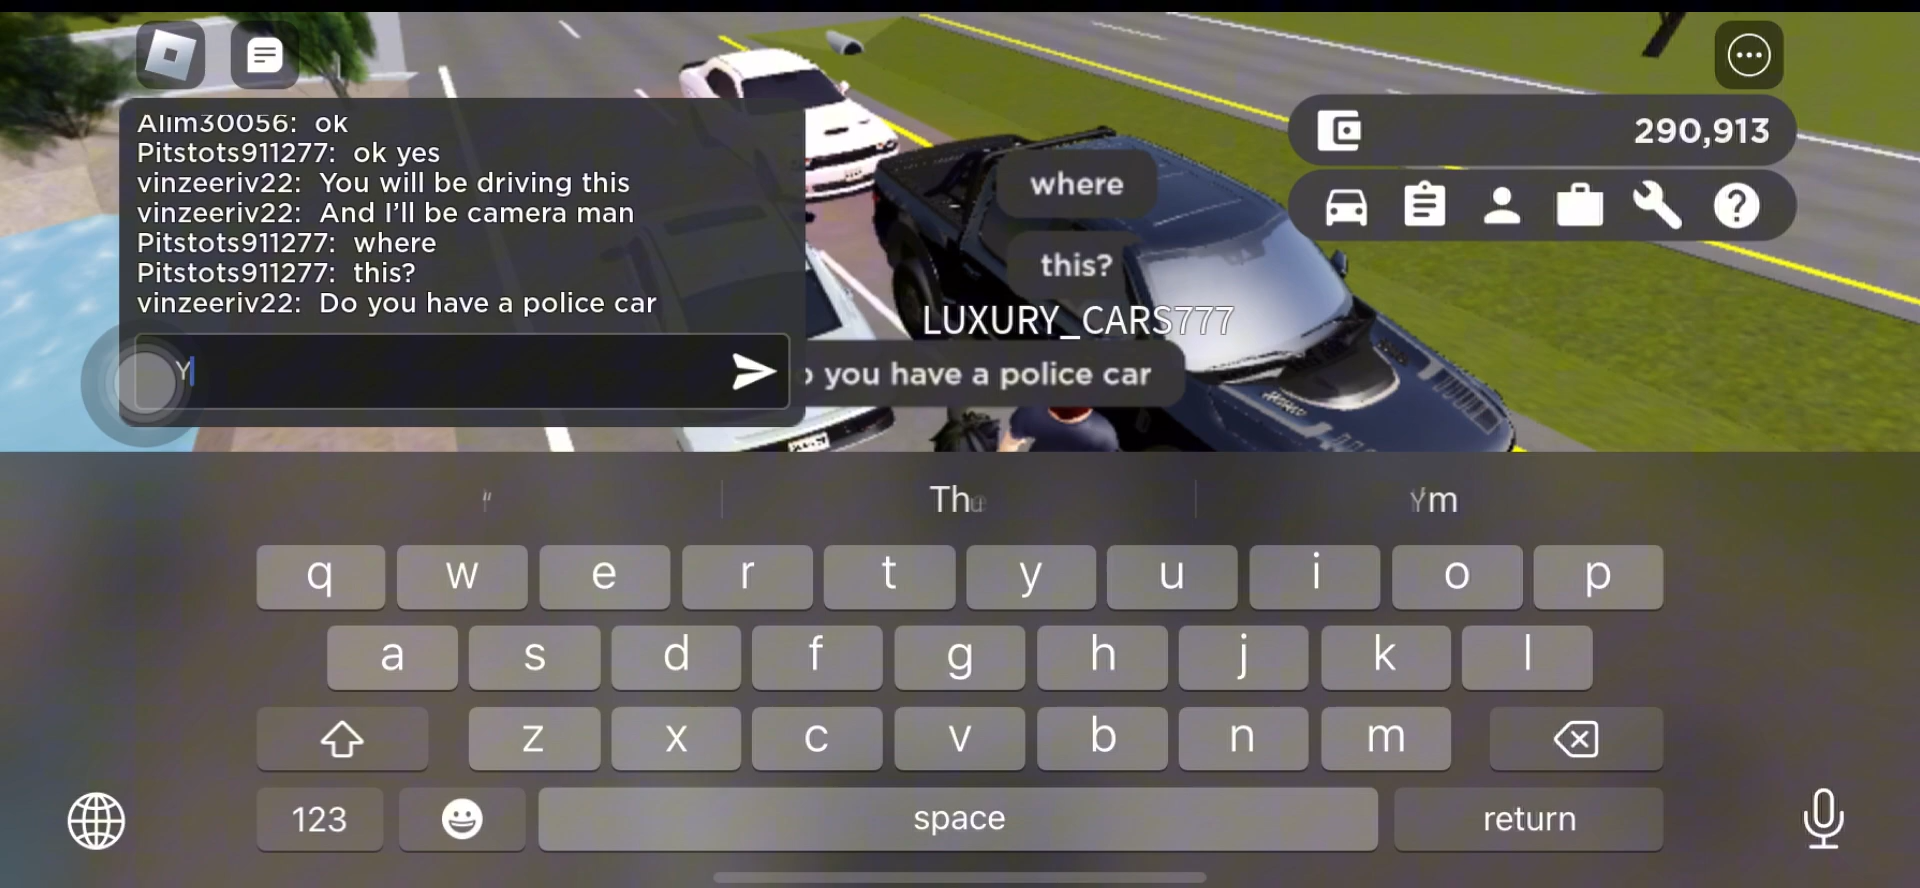 Alim30056: ok
Pitstots911277: ok yes
vinzeeriv22: You will be driving this
vinzeeriv22: And I'll be camera man
Pitstots911277: where
Pitstots911277: this?
vinzeeriv22: Do you have a police car
Y
where
this?
LUXURY_CARS777
you have a police car
290,913
q w e r t y u i o p
a s d f g h j k l
z x c v b n m
123
space
return